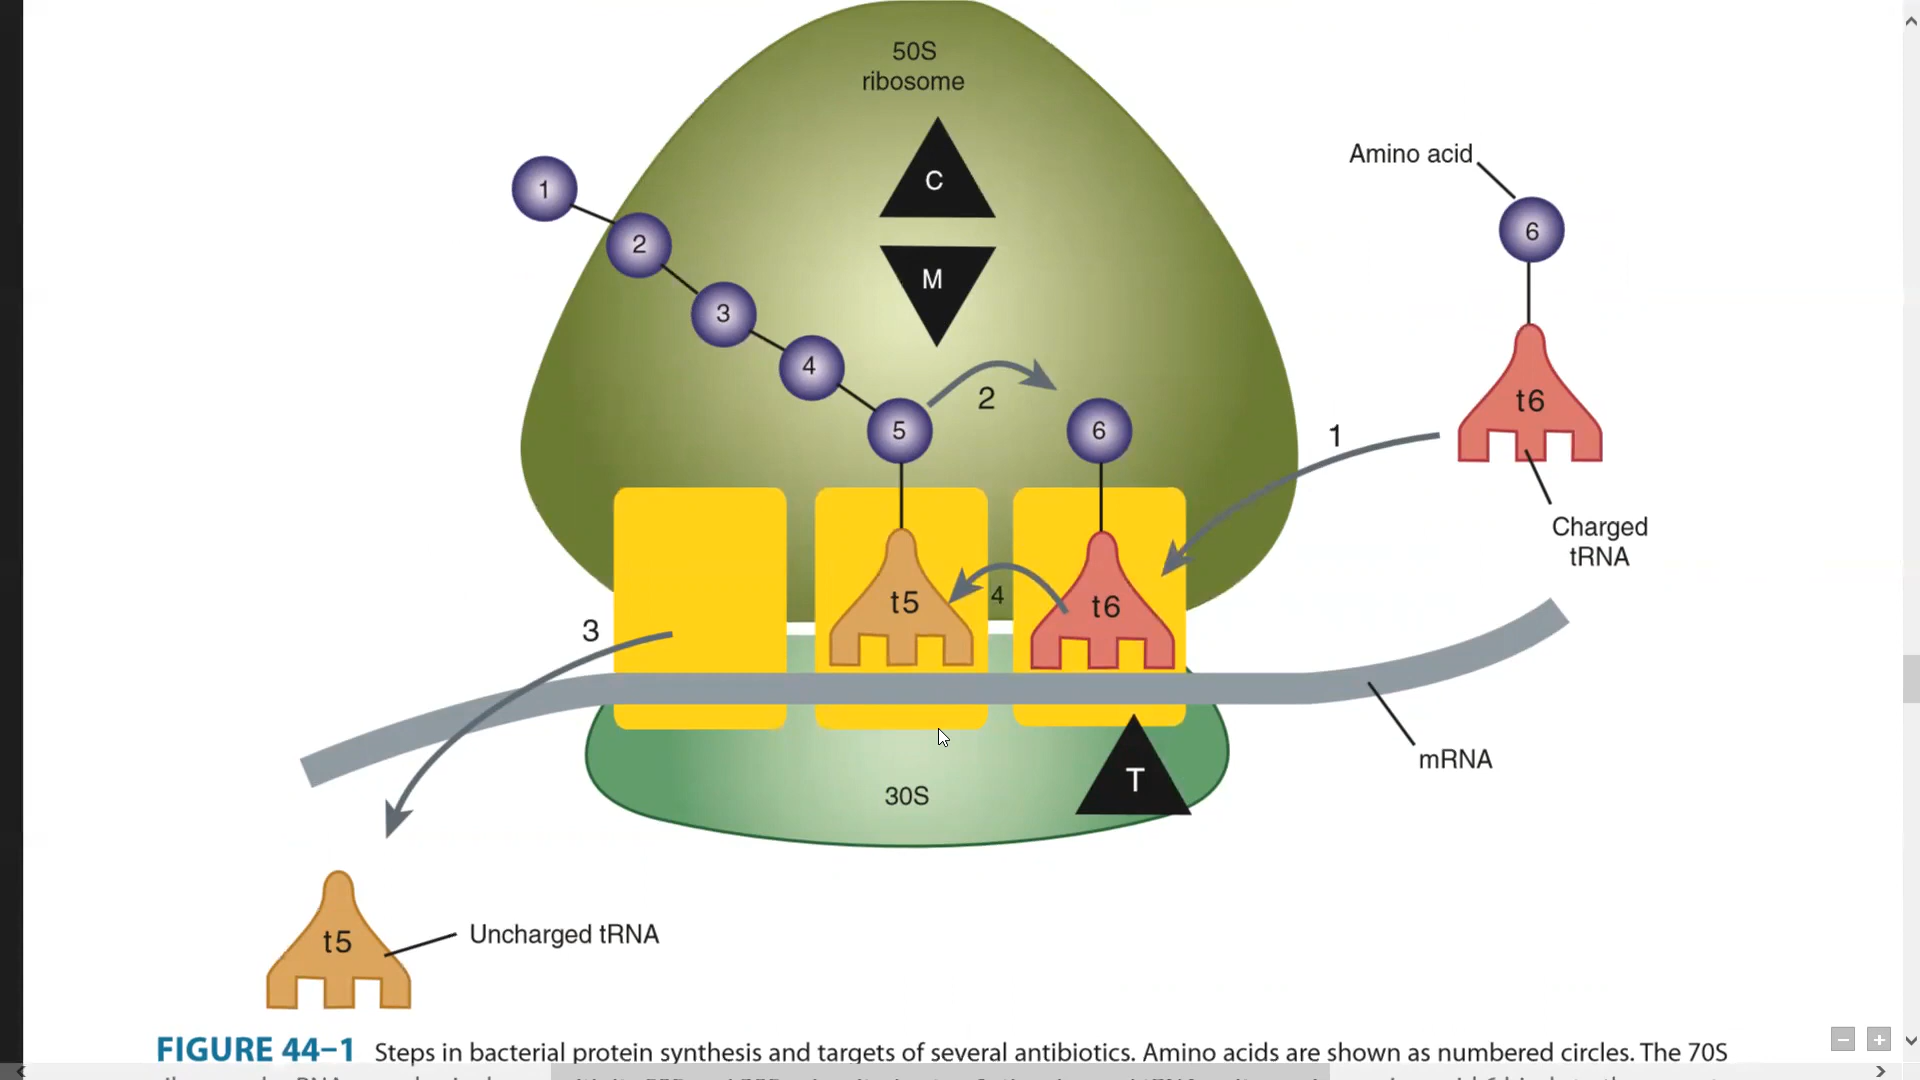 50S
ribosome
C
Amino acid
1
6
2
M
3
4
2
5
6
t6
1
Charged
tRNA
t5
4
t6
3
mRNA
T
30S
t5
Uncharged tRNA
FIGURE 44–1 Steps in bacterial protein synthesis and targets of several antibiotics. Amino acids are shown as numbered circles. The 70S